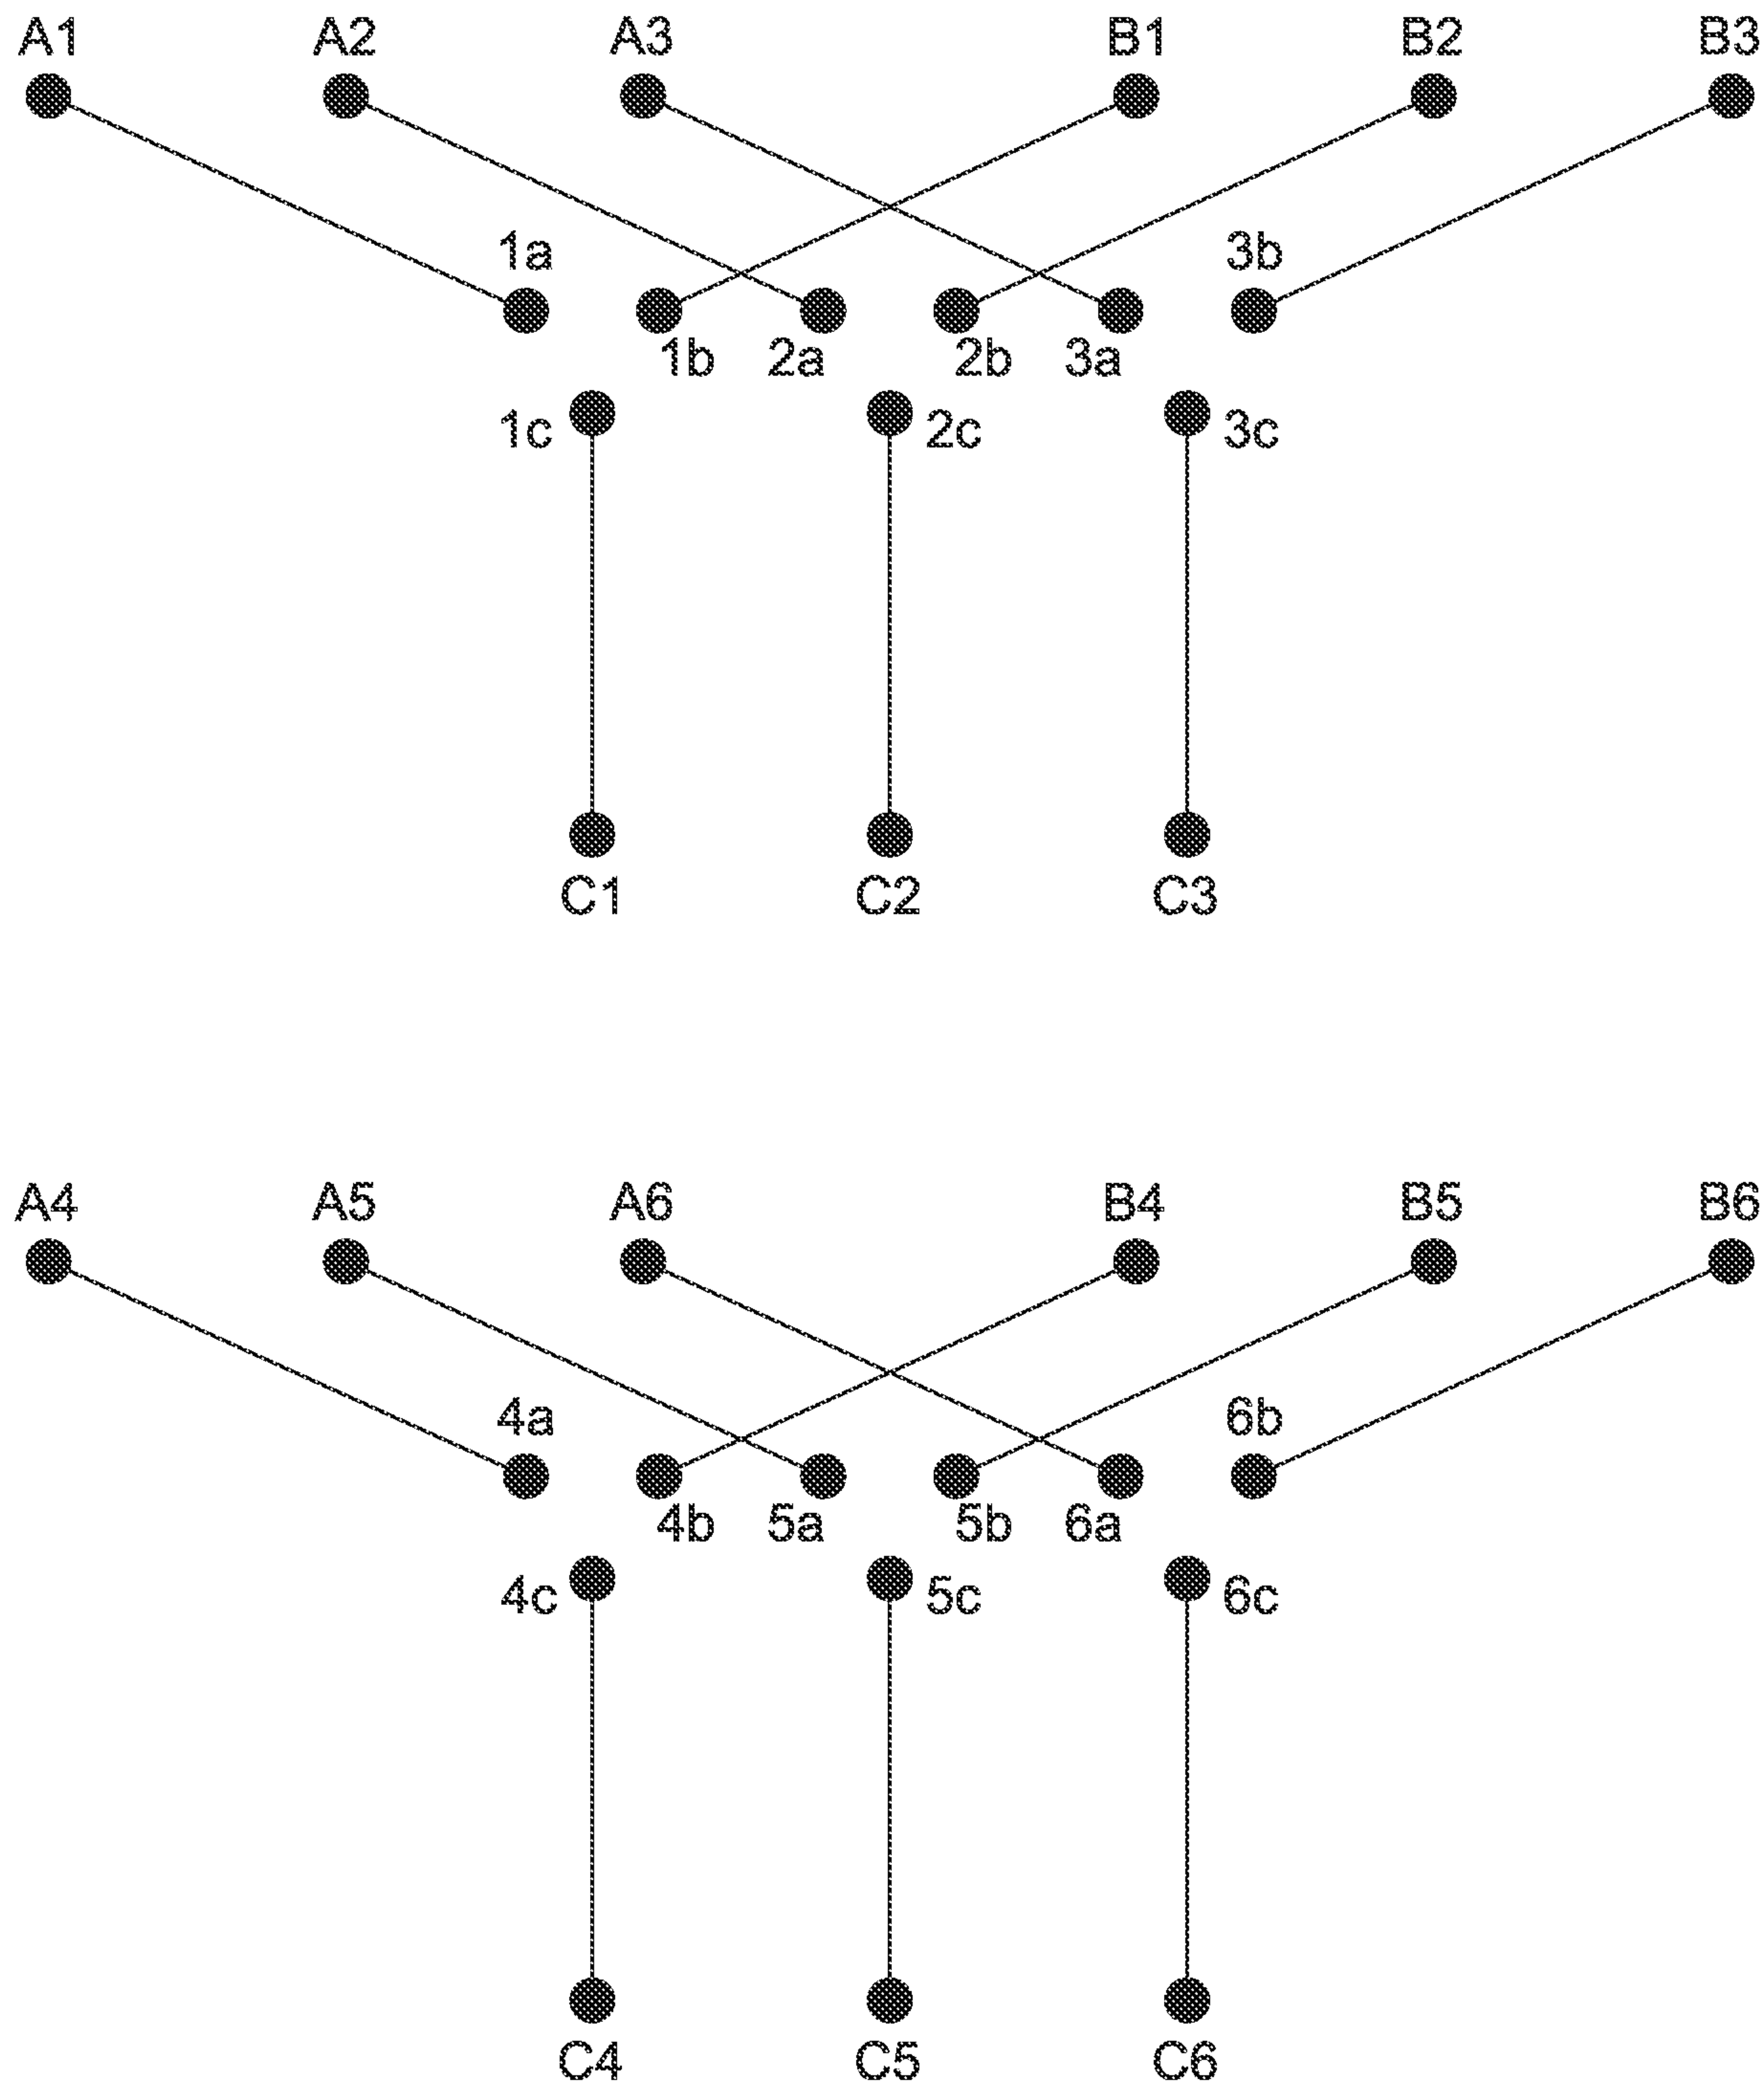 A1 A2 A3 B1 B2 B3
1a 3b
1b 2a 2b 3a
1c 2c 3c
C1 C2 C3
A4 A5 A6 B4 B5 B6
4a 6b
4b 5a 5b 6a
4c 5c 6c
C4 C5 C6